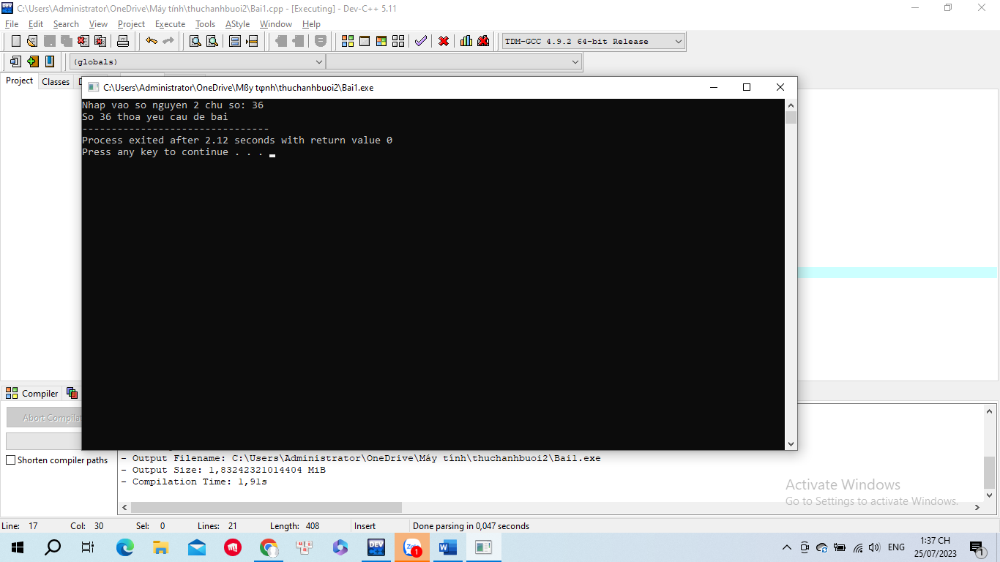 C:\Users\Administrator\OneDrive\Máy tính\thuchanhbuoi2\Bai1.cpp - [Executing] - Dev-C++ 5.11
File Edit Search View Project Execute Tools AStyle Window Help
TDM-GCC 4.9.2 64-bit Release
(globals)
Project Classes
C:\Users\Administrator\OneDrive\Mßy tφnh\thuchanhbuoi2\Bai1.exe
Nhap vao so nguyen 2 chu so: 36
So 36 thoa yeu cau de bai
--------------------------------
Process exited after 2.12 seconds with return value 0
Press any key to continue . . .
Compiler
Abort Compilat
Shorten compiler paths
- Output Filename: C:\Users\Administrator\OneDrive\Máy tính\thuchanhbuoi2\Bai1.exe
- Output Size: 1,83242321014404 MiB
- Compilation Time: 1,91s
Activate Windows
Go to Settings to activate Windows.
Line: 17 Col: 30 Sel: 0 Lines: 21 Length: 408 Insert Done parsing in 0,047 seconds
DEV
1
ENG
1:37 CH
25/07/2023
1